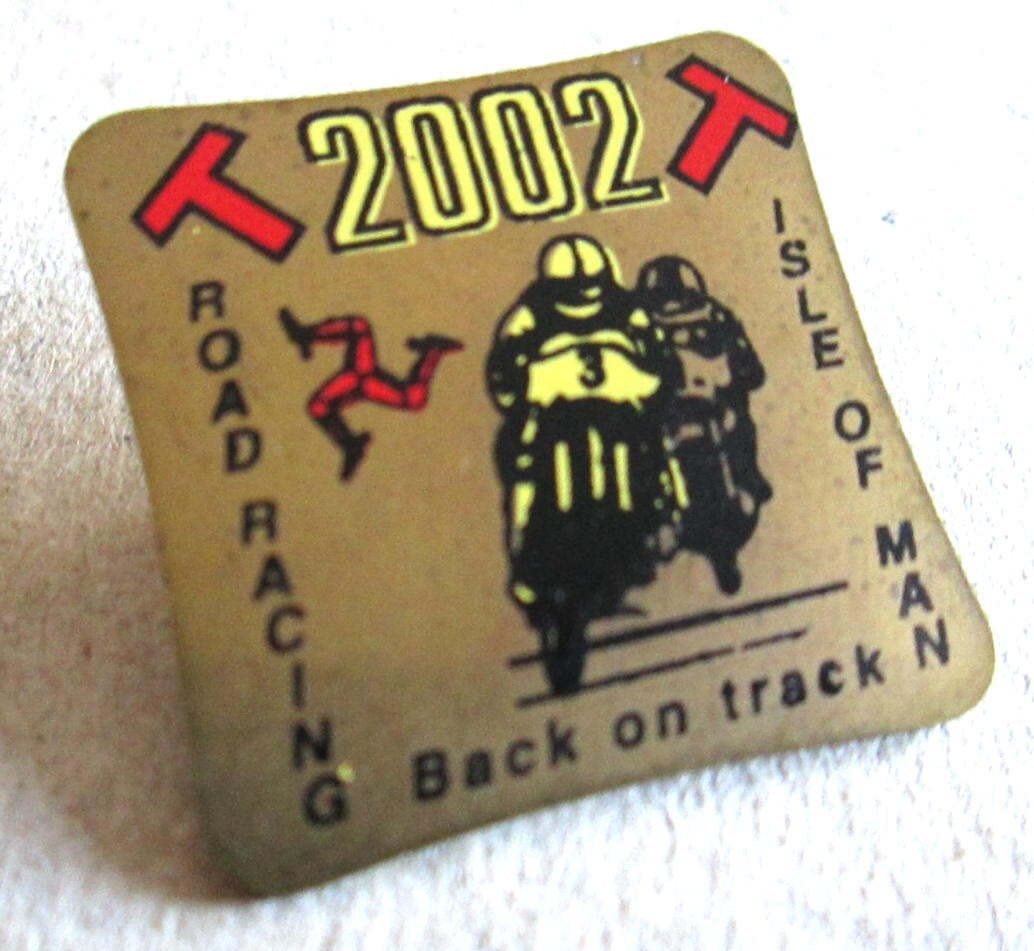 T 2002 T
ROAD RACING
3
ISLE OF MAN
Back on track